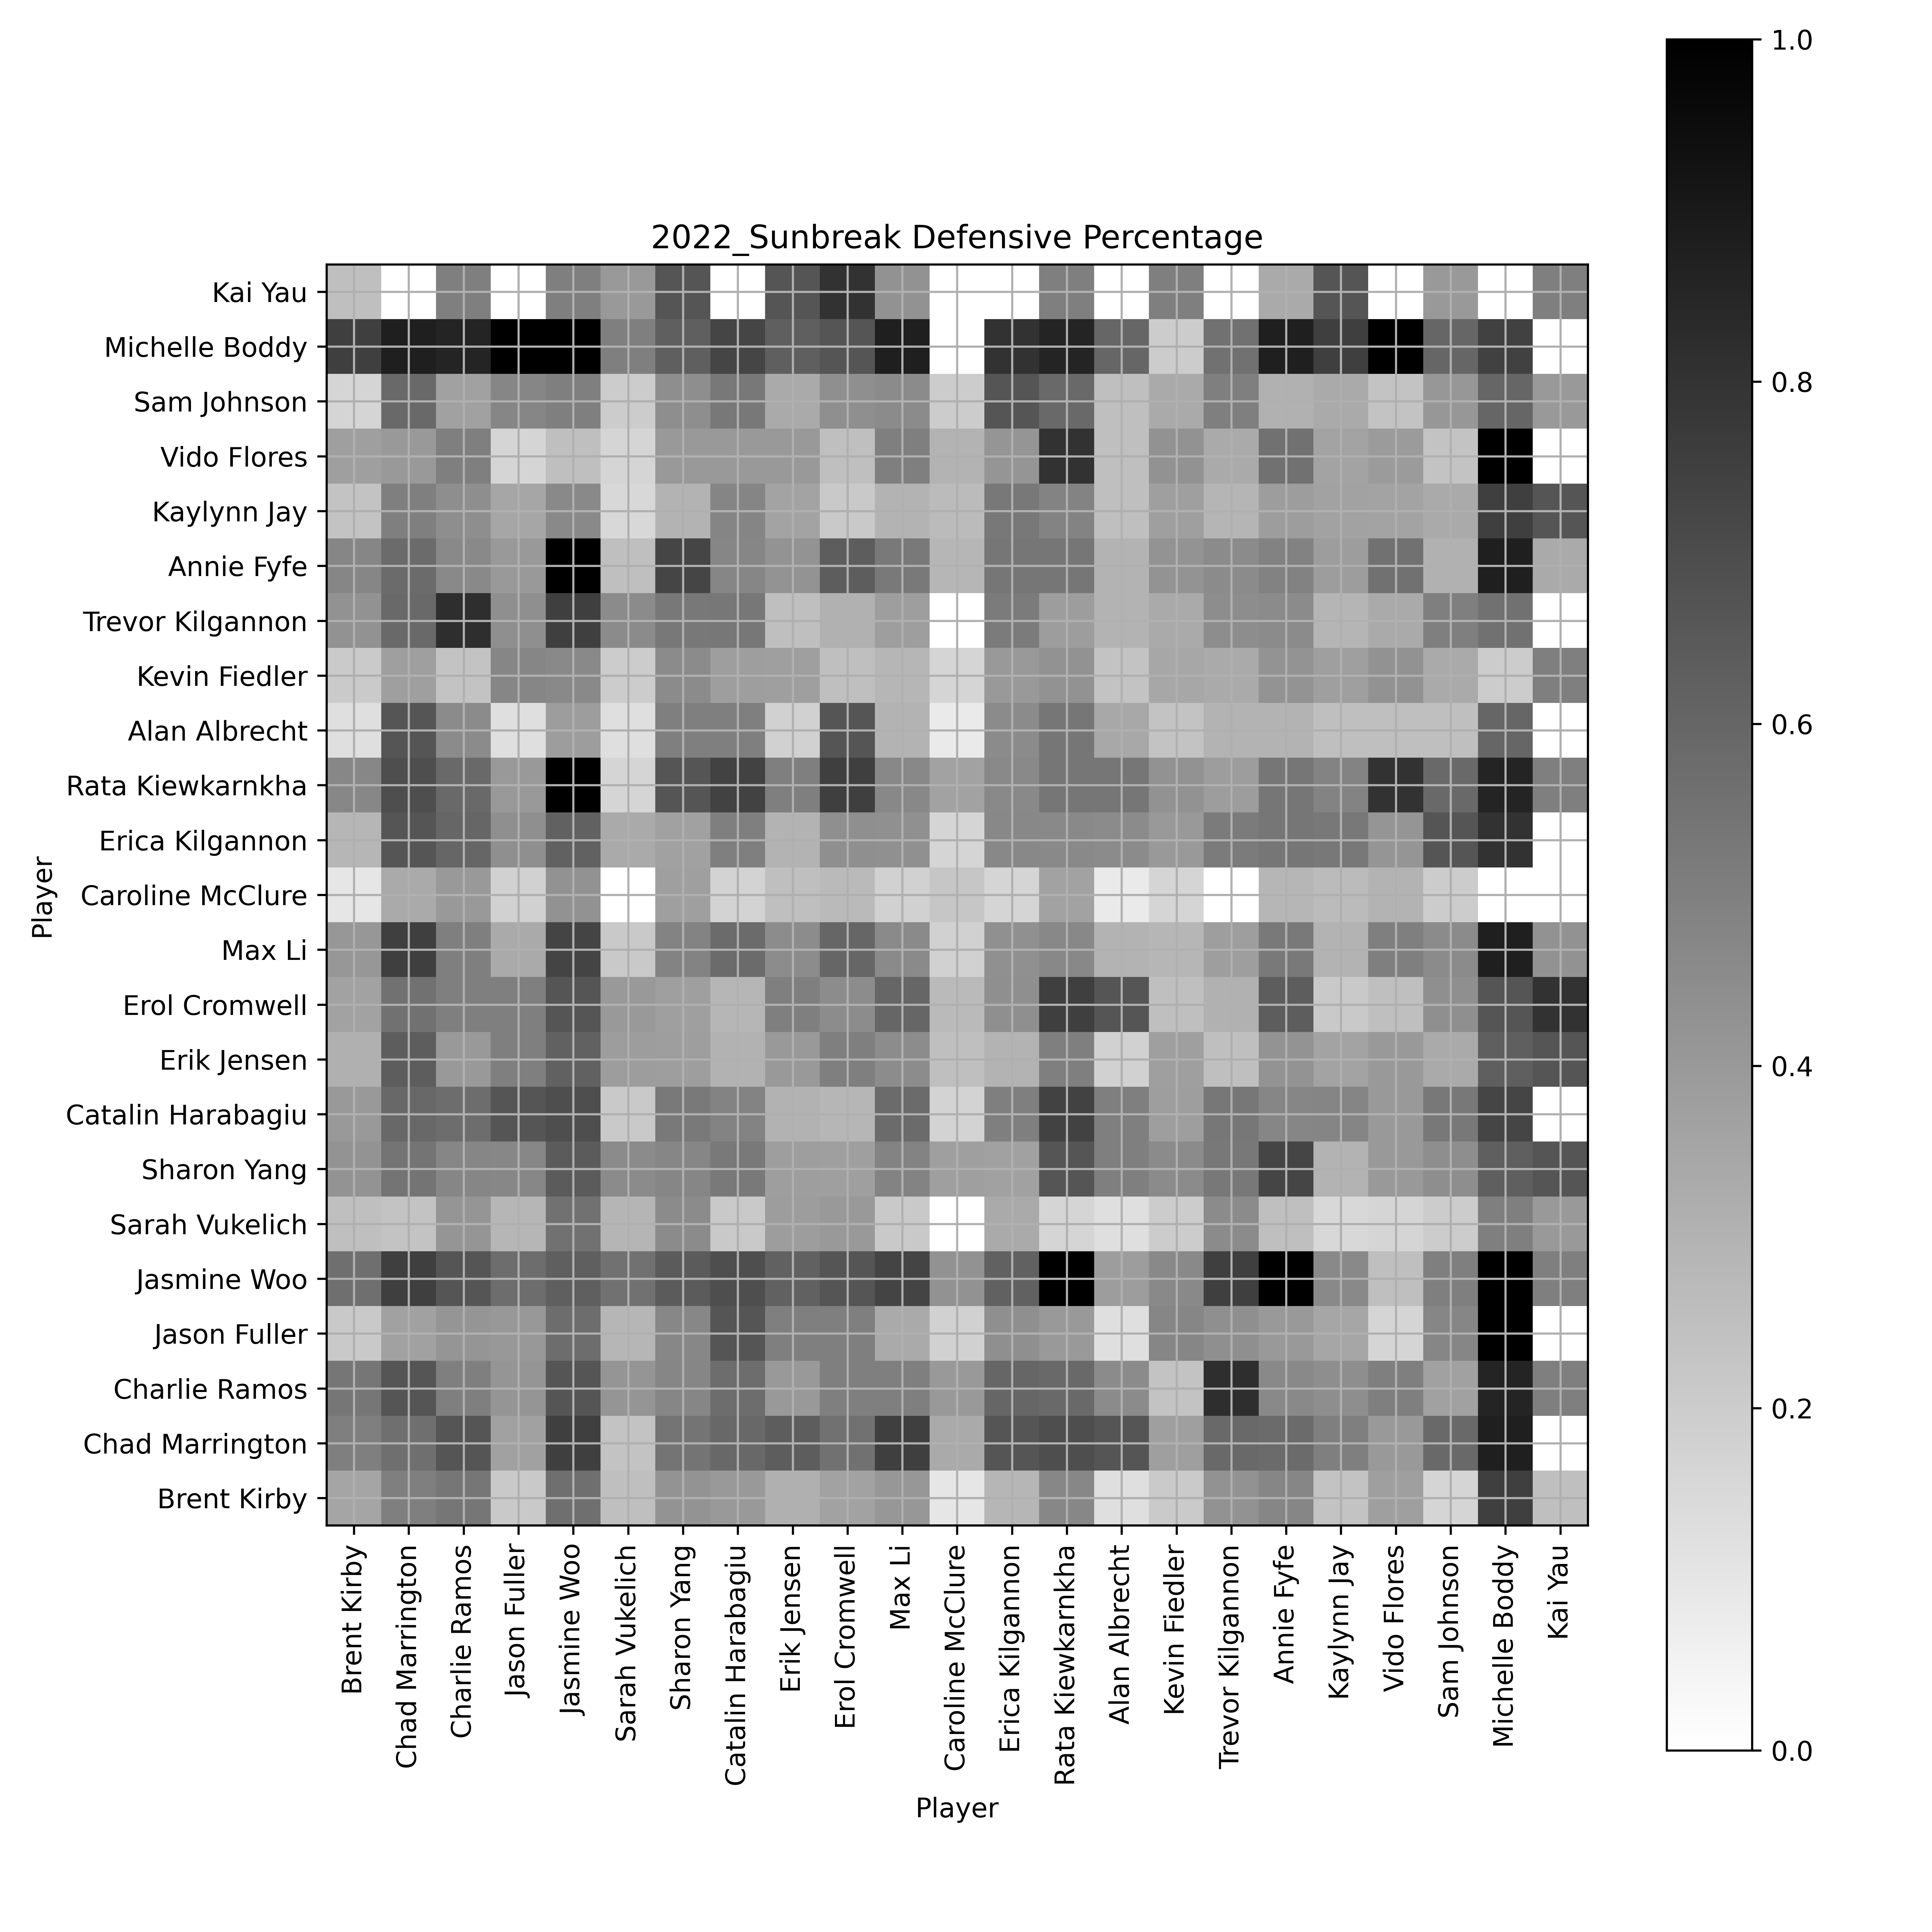 2022_Sunbreak Defensive Percentage
Player
Kai Yau
Michelle Boddy
Sam Johnson
Vido Flores
Kaylynn Jay
Annie Fyfe
Trevor Kilgannon
Kevin Fiedler
Alan Albrecht
Rata Kiewkarnkha
Erica Kilgannon
Caroline McClure
Max Li
Erol Cromwell
Erik Jensen
Catalin Harabagiu
Sharon Yang
Sarah Vukelich
Jasmine Woo
Jason Fuller
Charlie Ramos
Chad Marrington
Brent Kirby
Brent Kirby
Chad Marrington
Charlie Ramos
Jason Fuller
Jasmine Woo
Sarah Vukelich
Sharon Yang
Catalin Harabagiu
Erik Jensen
Erol Cromwell
Max Li
Caroline McClure
Erica Kilgannon
Rata Kiewkarnkha
Alan Albrecht
Kevin Fiedler
Trevor Kilgannon
Annie Fyfe
Kaylynn Jay
Vido Flores
Sam Johnson
Michelle Boddy
Kai Yau
Player
1.0
0.8
0.6
0.4
0.2
0.0